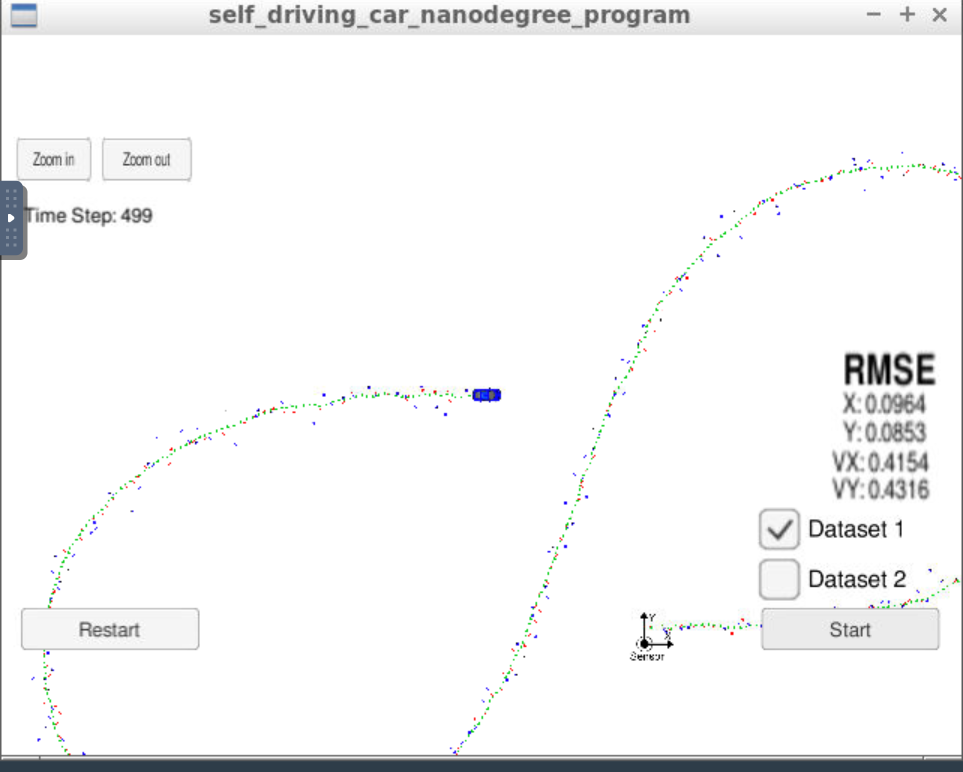 self_driving_car_nanodegree_program
Zoom in
Zoom out
Time Step: 499
RMSE
X: 0.0964
Y: 0.0853
VX: 0.4154
VY: 0.4316
Dataset 1
Dataset 2
Restart
Y
X
Sensor
Start